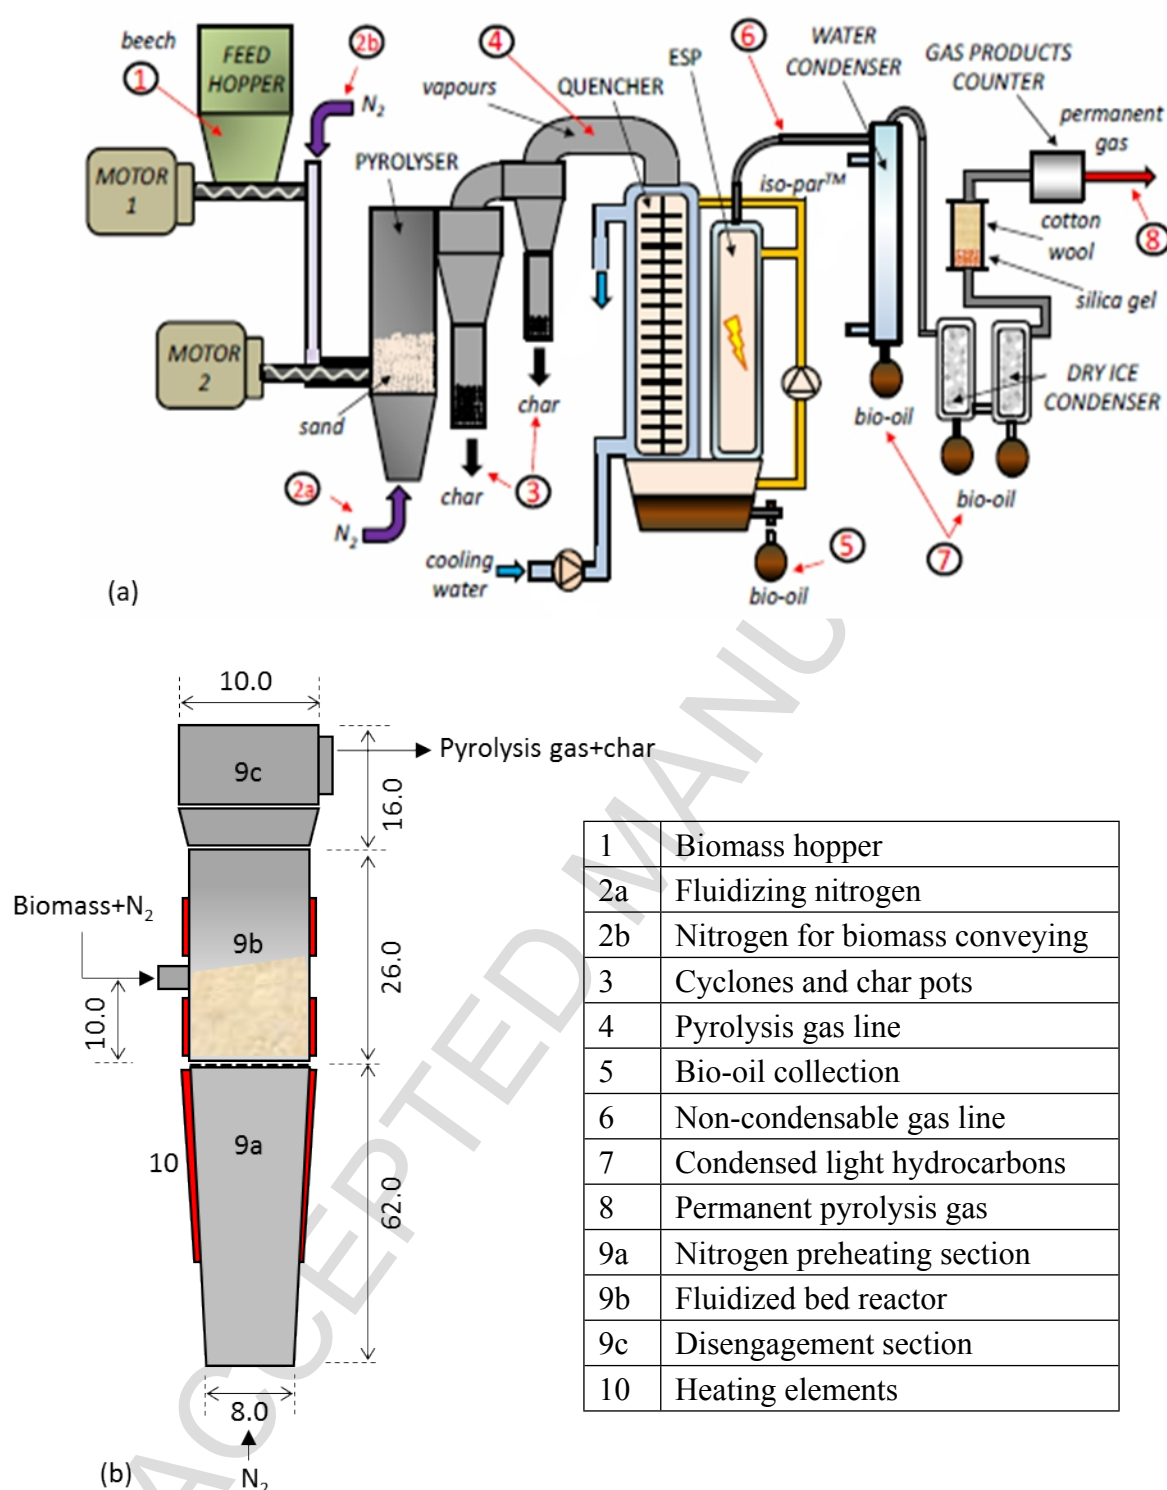 beech
1
FEED
HOPPER
2b
N2
MOTOR
1
PYROLYSER
vapours
4
QUENCHER
ESP
6
WATER
CONDENSER
GAS PRODUCTS
COUNTER
permanent
gas
iso-par™
8
cotton
wool
silica gel
MOTOR
2
sand
char
char
3
2a
N2
bio-oil
DRY ICE
CONDENSER
bio-oil
7
cooling
water
5
bio-oil
(a)
10.0
9c
Pyrolysis gas+char
16.0
Biomass+N2
9b
26.0
10.0
9a
10
62.0
8.0
N2
(b)
1 Biomass hopper
2a Fluidizing nitrogen
2b Nitrogen for biomass conveying
3 Cyclones and char pots
4 Pyrolysis gas line
5 Bio-oil collection
6 Non-condensable gas line
7 Condensed light hydrocarbons
8 Permanent pyrolysis gas
9a Nitrogen preheating section
9b Fluidized bed reactor
9c Disengagement section
10 Heating elements
ACCEPTED MANU